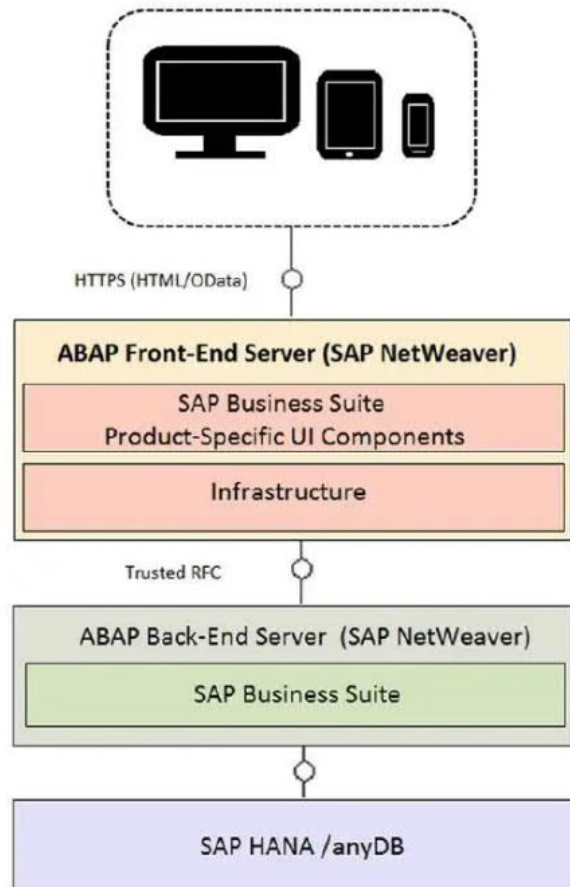 HTTPS (HTML/OData)
ABAP Front-End Server (SAP NetWeaver)
SAP Business Suite
Product-Specific UI Components
Infrastructure
Trusted RFC
ABAP Back-End Server (SAP NetWeaver)
SAP Business Suite
SAP HANA /anyDB